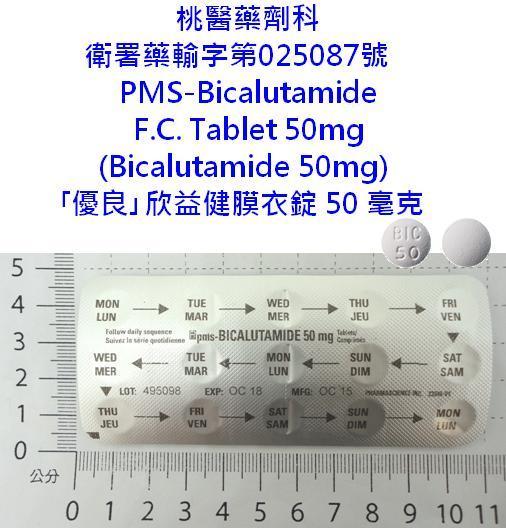 桃醫藥劑科
衛署藥輸字第025087號
PMS-Bicalutamide
F.C. Tablet 50mg
(Bicalutamide 50mg)
「優良」欣益健膜衣錠 50 毫克
BIC
50
5
4
3
2
1
0
公分
MON TUE WED THU FRI
LUN MAR MER JEU VEN
Follow daily sequence
Suivez la série quotidienne
pms-BICALUTAMIDE 50 mg Tablets/
Comprimés
WED TUE MON SUN SAT
MER MAR LUN DIM SAM
LOT: 495098 EXP: OC 18 MFG: OC 15 PHARMASCIENCE INC.
THU FRI SAT SUN MON
JEU VEN SAM DIM LUN
0 1 2 3 4 5 6 7 8 9 10 11